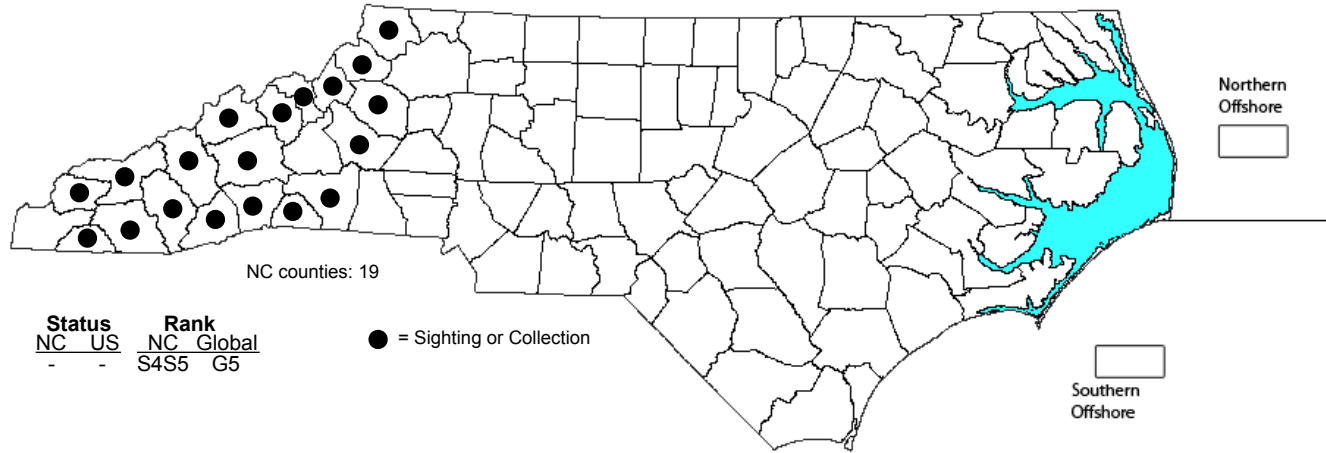 Northern
Offshore
NC counties: 19
Status Rank
NC US NC Global
- - S4S5 G5
= Sighting or Collection
Southern
Offshore